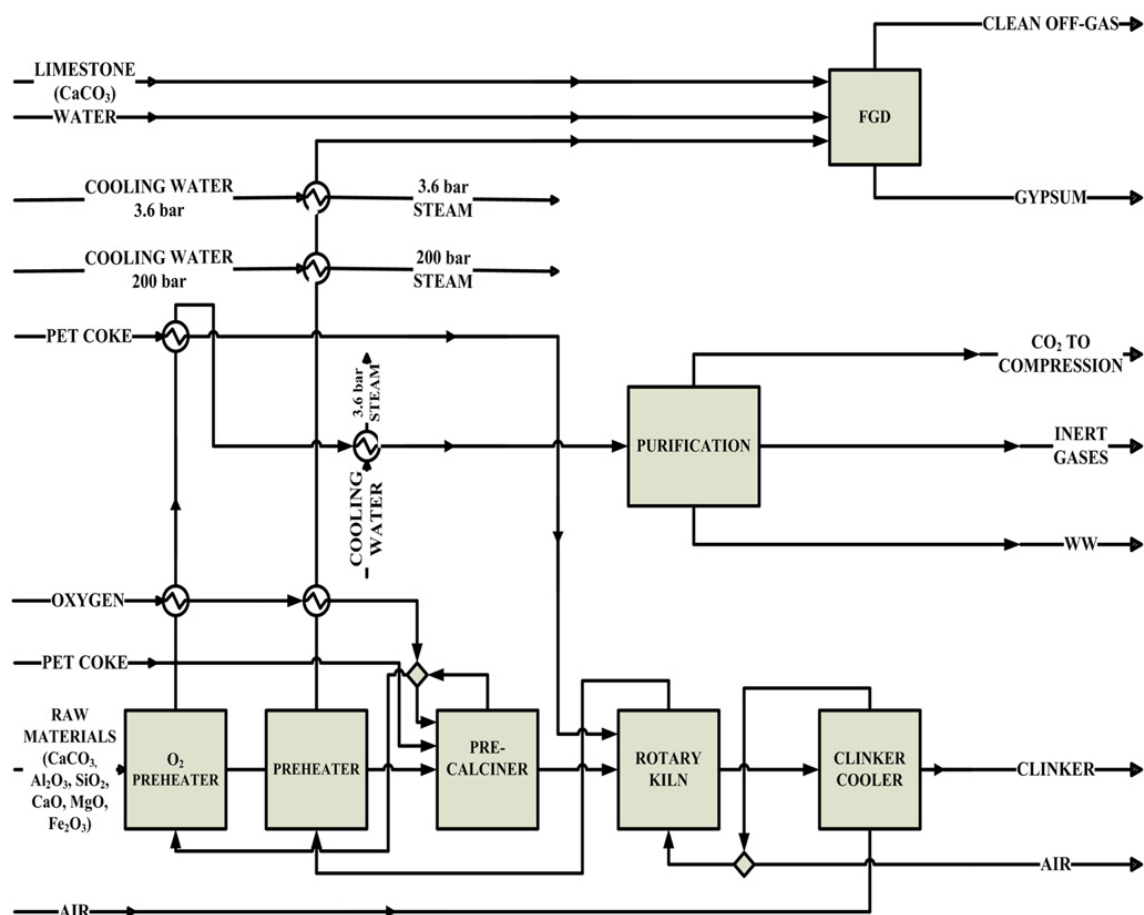 CLEAN OFF-GAS
LIMESTONE
(CaCO₃)
WATER
FGD
COOLING WATER
3.6 bar
3.6 bar
STEAM
GYPSUM
COOLING WATER
200 bar
200 bar
STEAM
PET COKE
3.6 bar
STEAM
COOLING
WATER
CO₂ TO
COMPRESSION
PURIFICATION
INERT
GASES
WW
OXYGEN
PET COKE
RAW
MATERIALS
(CaCO₃,
Al₂O₃, SiO₂,
CaO, MgO,
Fe₂O₃)
O₂
PREHEATER
PREHEATER
PRE-
CALCINER
ROTARY
KILN
CLINKER
COOLER
CLINKER
AIR
AIR